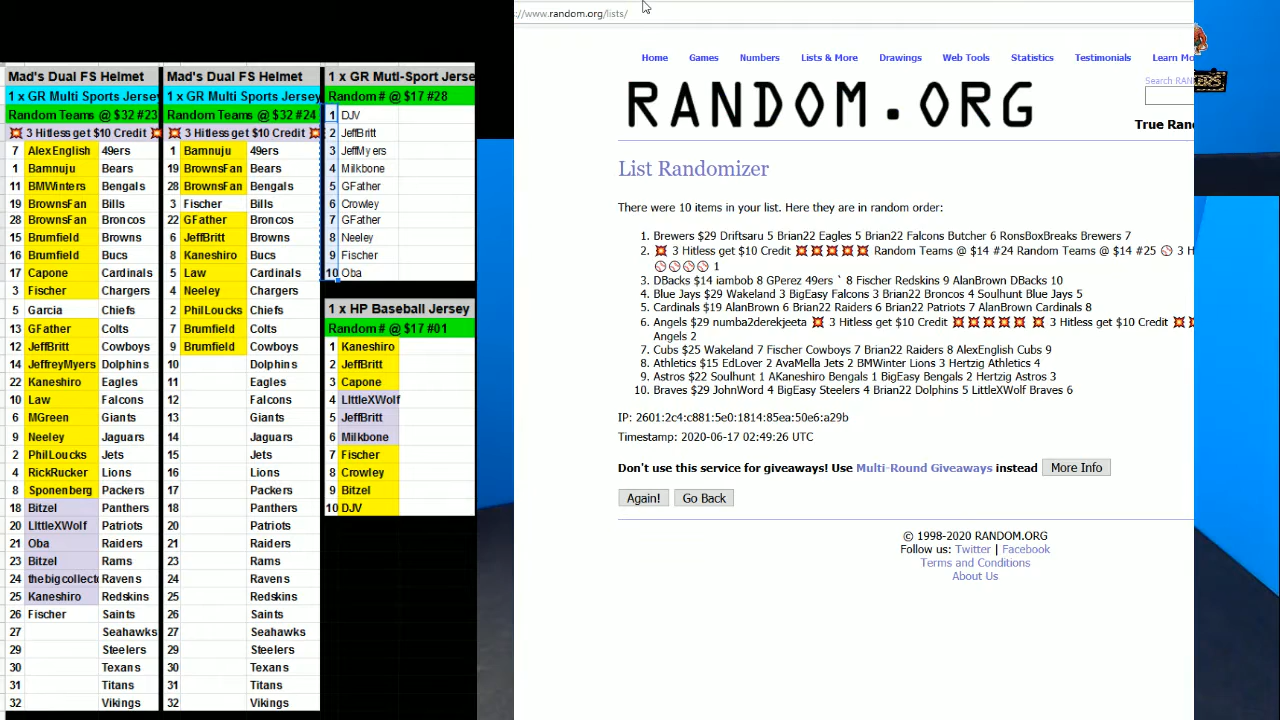 ://www.random.org/lists/
Mad's Dual FS Helmet
1 x GR Multi Sports Jersey
Random Teams @ $32 #23
💥 3 Hitless get $10 Credit 💥
7 AlexEnglish 49ers
1 Bamnuju Bears
11 BMWinters Bengals
19 BrownsFan Bills
28 BrownsFan Broncos
15 Brumfield Browns
16 Brumfield Bucs
17 Capone Cardinals
3 Fischer Chargers
5 Garcia Chiefs
13 GFather Colts
12 JeffBritt Cowboys
14 JeffreyMyers Dolphins
22 Kaneshiro Eagles
10 Law Falcons
6 MGreen Giants
9 Neeley Jaguars
2 PhilLoucks Jets
4 RickRucker Lions
8 Sponenberg Packers
18 Bitzel Panthers
20 LIttleXWolf Patriots
21 Oba Raiders
23 Bitzel Rams
24 thebigcollect Ravens
25 Kaneshiro Redskins
26 Fischer Saints
27 Seahawks
29 Steelers
30 Texans
31 Titans
32 Vikings
Mad's Dual FS Helmet
1 x GR Multi Sports Jersey
Random Teams @ $32 #24
💥 3 Hitless get $10 Credit 💥
1 Bamnuju 49ers
19 BrownsFan Bears
28 BrownsFan Bengals
3 Fischer Bills
22 GFather Broncos
6 JeffBritt Browns
8 Kaneshiro Bucs
5 Law Cardinals
4 Neeley Chargers
2 PhilLoucks Chiefs
7 Brumfield Colts
9 Brumfield Cowboys
10 Dolphins
11 Eagles
12 Falcons
13 Giants
14 Jaguars
15 Jets
16 Lions
17 Packers
18 Panthers
20 Patriots
21 Raiders
23 Rams
24 Ravens
25 Redskins
26 Saints
27 Seahawks
29 Steelers
30 Texans
31 Titans
32 Vikings
1 x GR Muti-Sport Jerse
Random # @ $17 #28
1 DJV
2 JeffBritt
3 JeffMyers
4 Milkbone
5 GFather
6 Crowley
7 GFather
8 Neeley
9 Fischer
10 Oba
1 x HP Baseball Jersey
Random # @ $17 #01
1 Kaneshiro
2 JeffBritt
3 Capone
4 LIttleXWolf
5 JeffBritt
6 Milkbone
7 Fischer
8 Crowley
9 Bitzel
10 DJV
Home Games Numbers Lists & More Drawings Web Tools Statistics Testimonials Learn Mo
Search RAN
RANDOM.ORG
True Ran
List Randomizer
There were 10 items in your list. Here they are in random order:
1. Brewers $29 Driftsaru 5 Brian22 Eagles 5 Brian22 Falcons Butcher 6 RonsBoxBreaks Brewers 7
2. 💥 3 Hitless get $10 Credit 💥💥💥💥💥 Random Teams @ $14 #24 Random Teams @ $14 #25 ⚾ 3 H
⚾⚾⚾⚾ 1
3. DBacks $14 iambob 8 GPerez 49ers ` 8 Fischer Redskins 9 AlanBrown DBacks 10
4. Blue Jays $29 Wakeland 3 BigEasy Falcons 3 Brian22 Broncos 4 Soulhunt Blue Jays 5
5. Cardinals $19 AlanBrown 6 Brian22 Raiders 6 Brian22 Patriots 7 AlanBrown Cardinals 8
6. Angels $29 numba2derekjeeta 💥 3 Hitless get $10 Credit 💥💥💥💥💥 💥 3 Hitless get $10 Credit 💥💥
Angels 2
7. Cubs $25 Wakeland 7 Fischer Cowboys 7 Brian22 Raiders 8 AlexEnglish Cubs 9
8. Athletics $15 EdLover 2 AvaMella Jets 2 BMWinter Lions 3 Hertzig Athletics 4
9. Astros $22 Soulhunt 1 AKaneshiro Bengals 1 BigEasy Bengals 2 Hertzig Astros 3
10. Braves $29 JohnWord 4 BigEasy Steelers 4 Brian22 Dolphins 5 LittleXWolf Braves 6
IP: 2601:2c4:c881:5e0:1814:85ea:50e6:a29b
Timestamp: 2020-06-17 02:49:26 UTC
Don't use this service for giveaways! Use Multi-Round Giveaways instead More Info
Again! Go Back
© 1998-2020 RANDOM.ORG
Follow us: Twitter | Facebook
Terms and Conditions
About Us